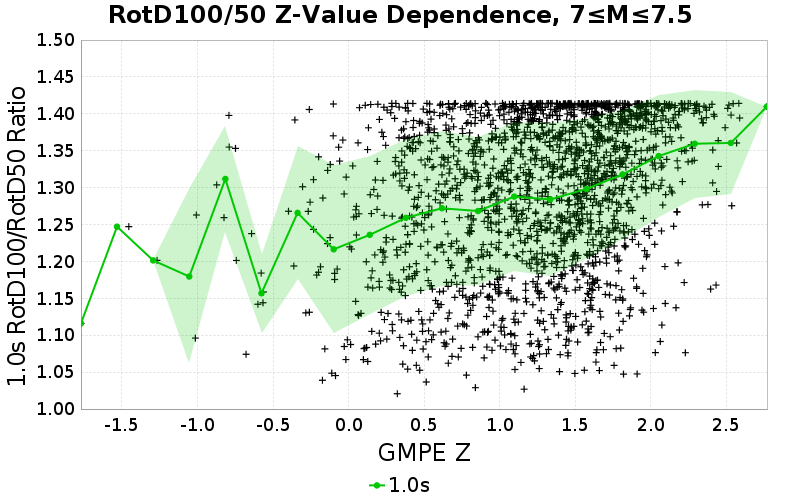 RotD100/50 Z-Value Dependence, 7≤M≤7.5
1.50
1.45
1.40
1.35
1.30
1.25
1.20
1.15
1.10
1.05
1.00
1.0s RotD100/RotD50 Ratio
-1.5 -1.0 -0.5 0.0 0.5 1.0 1.5 2.0 2.5
GMPE Z
1.0s